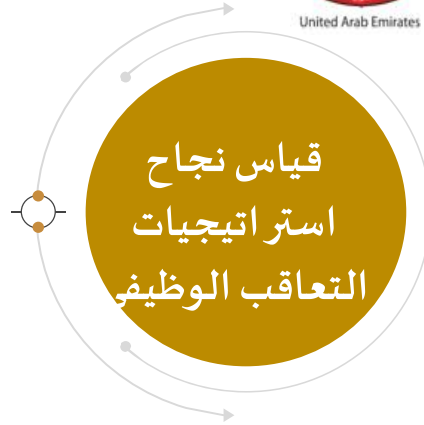 United Arab Emirates
قياس نجاح
استراتيجيات
التعاقب الوظيفي